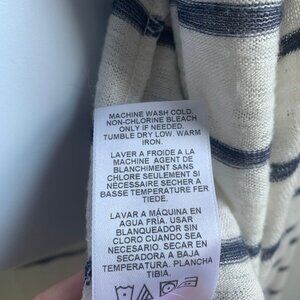 MACHINE WASH COLD.
NON-CHLORINE BLEACH
ONLY IF NEEDED.
TUMBLE DRY LOW. WARM
IRON.
LAVER A FROIDE A LA
MACHINE AGENT DE
BLANCHIMENT SANS
CHLORE SEULEMENT SI
NÉCESSAIRE SECHER A
BASSE TEMPERATURE FER
TIEDE.
LAVAR A MÁQUINA EN
AGUA FRÍA. USAR
BLANQUEADOR SIN
CLORO CUANDO SEA
NECESARIO. SECAR EN
SECADORA A BAJA
TEMPERATURA. PLANCHA
TIBIA.